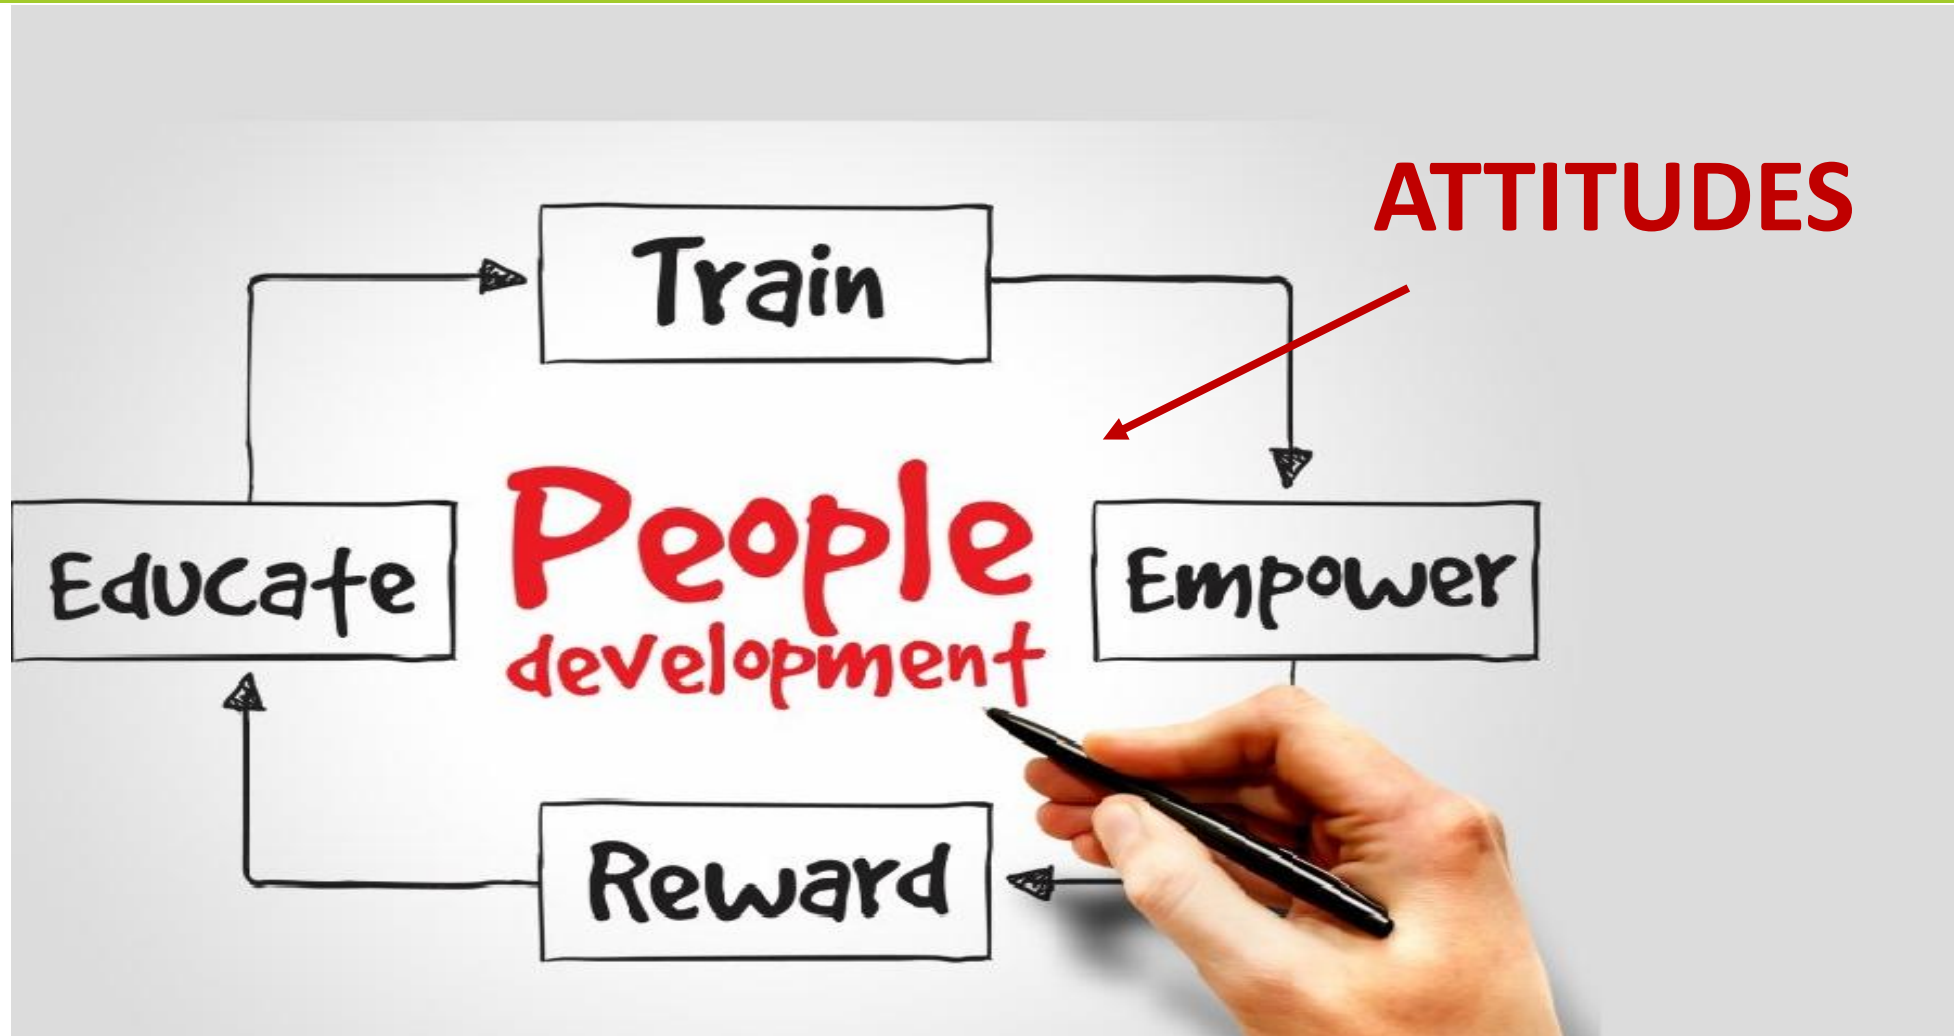 ATTITUDES
Train
Educate
People
development
Empower
Reward